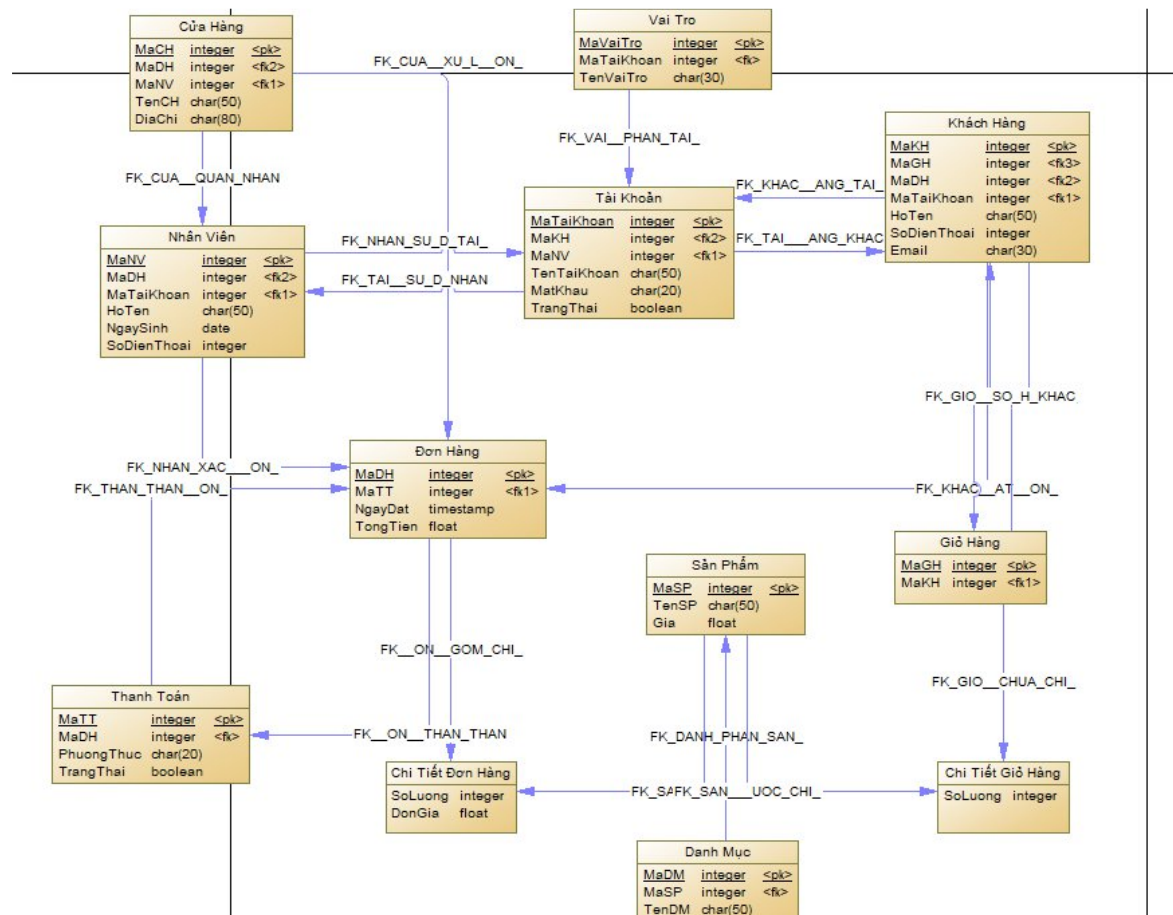 Cửa Hàng
MaCH integer <pk>
MaDH integer <fk2>
MaNV integer <fk1>
TenCH char(50)
DiaChi char(80)
Vai Tro
MaVaiTro integer <pk>
MaTaiKhoan integer <fk>
TenVaiTro char(30)
FK_CUA__XU_L__ON_
FK_VAI__PHAN_TAI_
Khách Hàng
MaKH integer <pk>
MaGH integer <fk3>
MaDH integer <fk2>
MaTaiKhoan integer <fk1>
HoTen char(50)
SoDienThoai integer
Email char(30)
FK_CUA__QUAN_NHAN
FK_KHAC__ANG_TAI_
Tài Khoản
MaTaiKhoan integer <pk>
MaKH integer <fk2>
MaNV integer <fk1>
TenTaiKhoan char(50)
MatKhau char(20)
TrangThai boolean
Nhân Viên
MaNV integer <pk>
MaDH integer <fk2>
MaTaiKhoan integer <fk1>
HoTen char(50)
NgaySinh date
SoDienThoai integer
FK_NHAN_SU_D_TAI_
FK_TAI___ANG_KHAC
FK_TAI__SU_D_NHAN
FK_GIO__SO_H_KHAC
Đơn Hàng
MaDH integer <pk>
MaTT integer <fk1>
NgayDat timestamp
TongTien float
FK_NHAN_XAC___ON_
FK_THAN_THAN__ON_
FK_KHAC__AT__ON_
Giỏ Hàng
MaGH integer <pk>
MaKH integer <fk1>
Sản Phẩm
MaSP integer <pk>
TenSP char(50)
Gia float
FK__ON__GOM_CHI_
FK_GIO__CHUA_CHI_
Thanh Toán
MaTT integer <pk>
MaDH integer <fk>
PhuongThuc char(20)
TrangThai boolean
FK__ON__THAN_THAN
FK_DANH_PHAN_SAN_
Chi Tiết Đơn Hàng
SoLuong integer
DonGia float
FK_SAFK_SAN___UOC_CHI_
Chi Tiết Giỏ Hàng
SoLuong integer
Danh Mục
MaDM integer <pk>
MaSP integer <fk>
TenDM char(50)